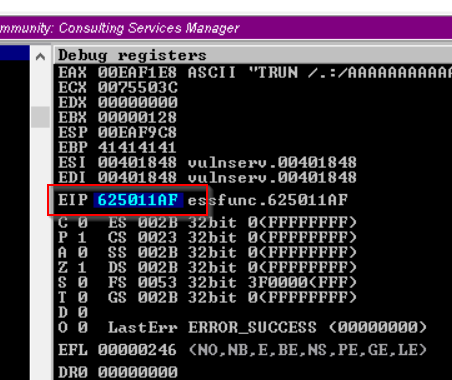 mmunity: Consulting Services Manager
Debug registers
EAX 00EAF1E8 ASCII "TRUN /.:/AAAAAAAAAAA
ECX 0075503C
EDX 00000000
EBX 00000128
ESP 00EAF9C8
EBP 41414141
ESI 00401848 vulnserv.00401848
EDI 00401848 vulnserv.00401848
EIP 625011AF essfunc.625011AF
C 0 ES 002B 32bit 0(FFFFFFFF)
P 1 CS 0023 32bit 0(FFFFFFFF)
A 0 SS 002B 32bit 0(FFFFFFFF)
Z 1 DS 002B 32bit 0(FFFFFFFF)
S 0 FS 0053 32bit 3F0000(FFF)
T 0 GS 002B 32bit 0(FFFFFFFF)
D 0
O 0 LastErr ERROR_SUCCESS (00000000)
EFL 00000246 (NO,NB,E,BE,NS,PE,GE,LE)
DR0 00000000